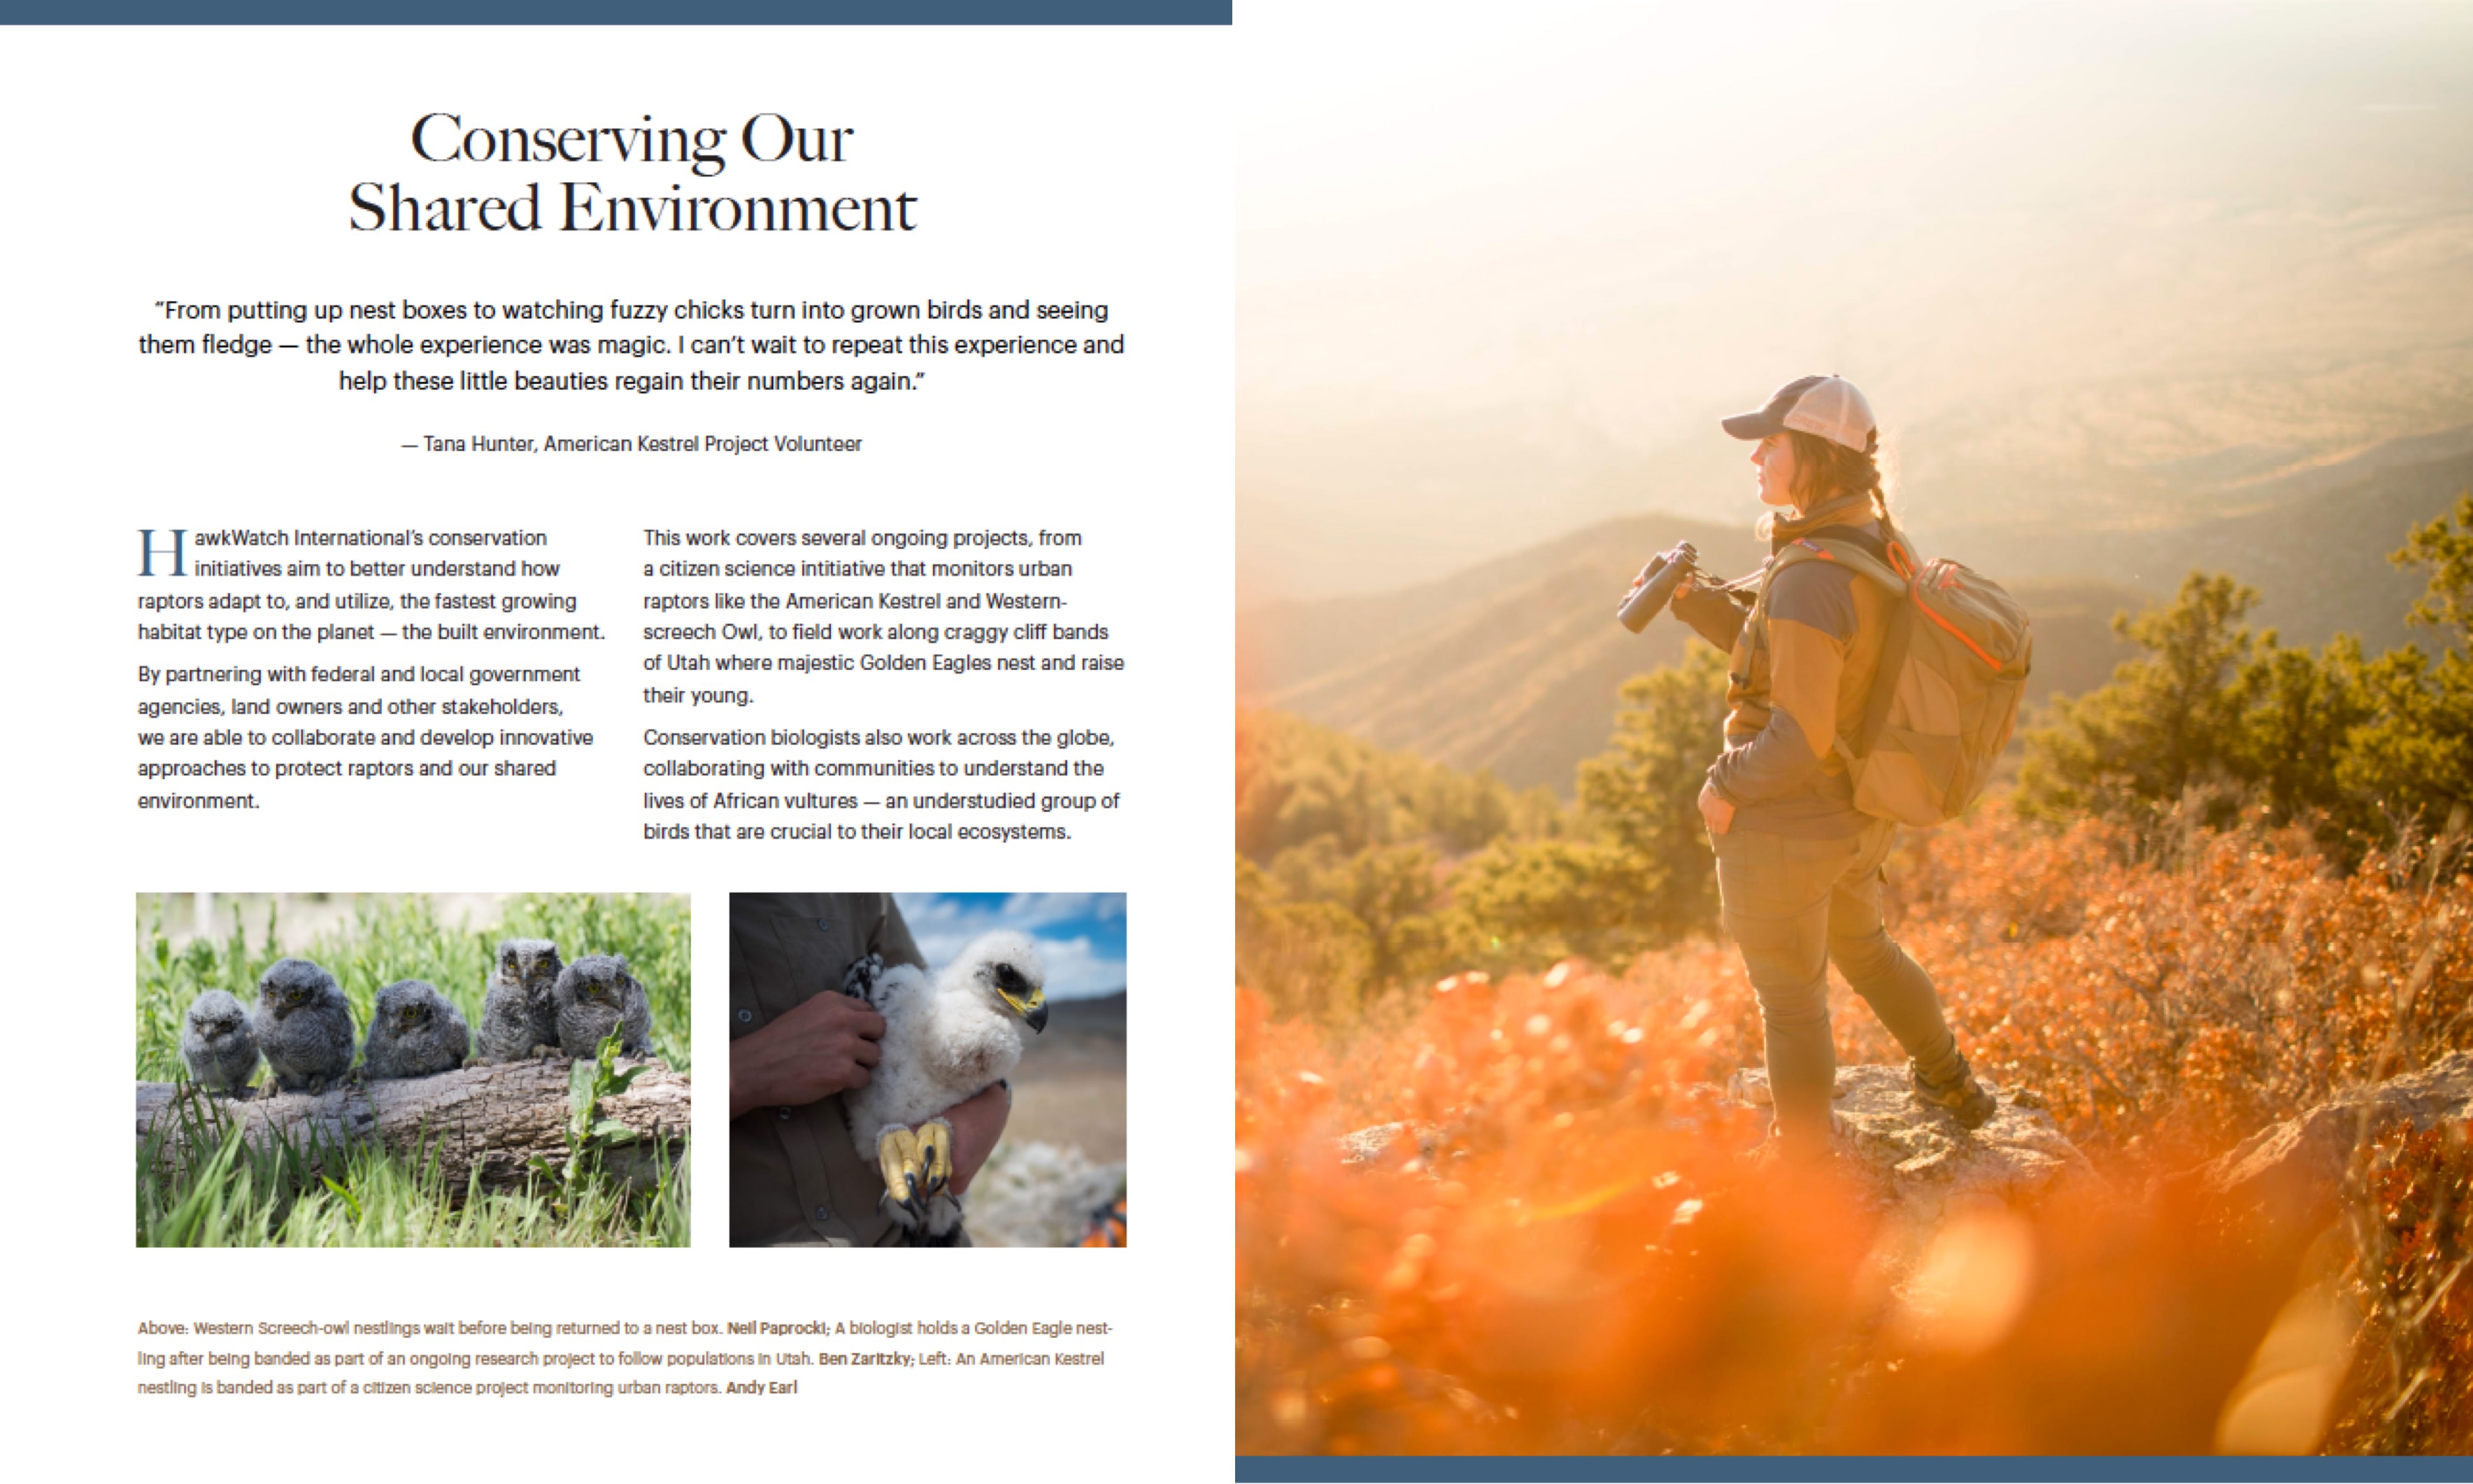 Conserving Our
Shared Environment
“From putting up nest boxes to watching fuzzy chicks turn into grown birds and seeing
them fledge — the whole experience was magic. I can’t wait to repeat this experience and
help these little beauties regain their numbers again.”
— Tana Hunter, American Kestrel Project Volunteer
HawkWatch International’s conservation
initiatives aim to better understand how
raptors adapt to, and utilize, the fastest growing
habitat type on the planet — the built environment.
By partnering with federal and local government
agencies, land owners and other stakeholders,
we are able to collaborate and develop innovative
approaches to protect raptors and our shared
environment.
This work covers several ongoing projects, from
a citizen science intitiative that monitors urban
raptors like the American Kestrel and Western-
screech Owl, to field work along craggy cliff bands
of Utah where majestic Golden Eagles nest and raise
their young.
Conservation biologists also work across the globe,
collaborating with communities to understand the
lives of African vultures — an understudied group of
birds that are crucial to their local ecosystems.
Above: Western Screech-owl nestlings wait before being returned to a nest box. Neil Paprocki; A biologist holds a Golden Eagle nest-
ling after being banded as part of an ongoing research project to follow populations in Utah. Ben Zaritzky; Left: An American Kestrel
nestling is banded as part of a citizen science project monitoring urban raptors. Andy Earl